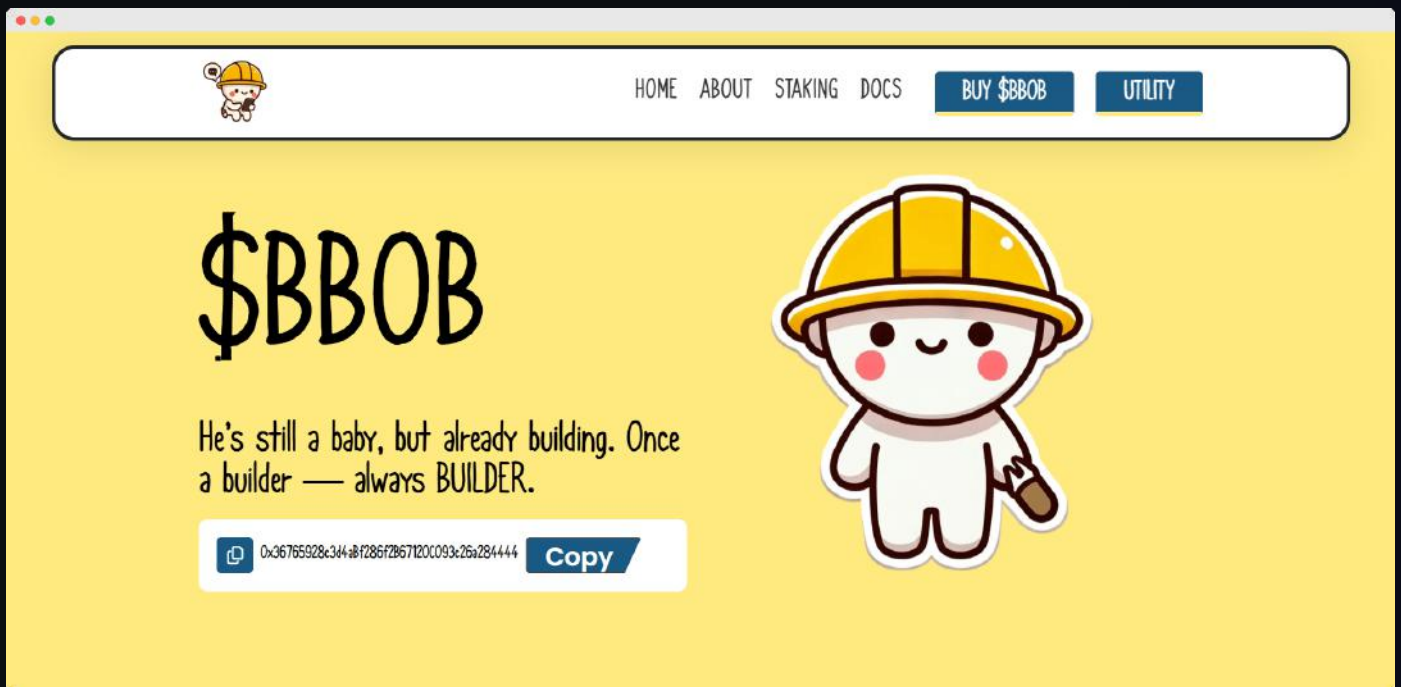 HOME ABOUT STAKING DOCS BUY $BBOB UTILITY
$BBOB
He's still a baby, but already building. Once
a builder — always BUILDER.
Copy